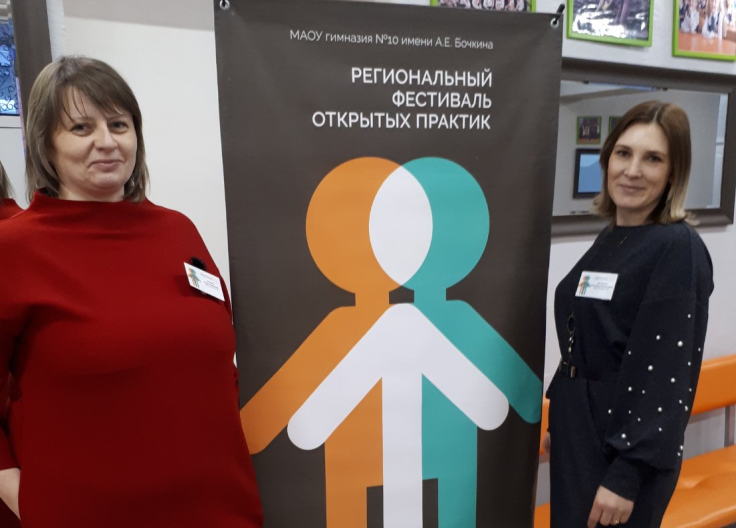 МАОУ гимназия №10 имени А.Е. Бочкина
РЕГИОНАЛЬНЫЙ
ФЕСТИВАЛЬ
ОТКРЫТЫХ ПРАКТИК